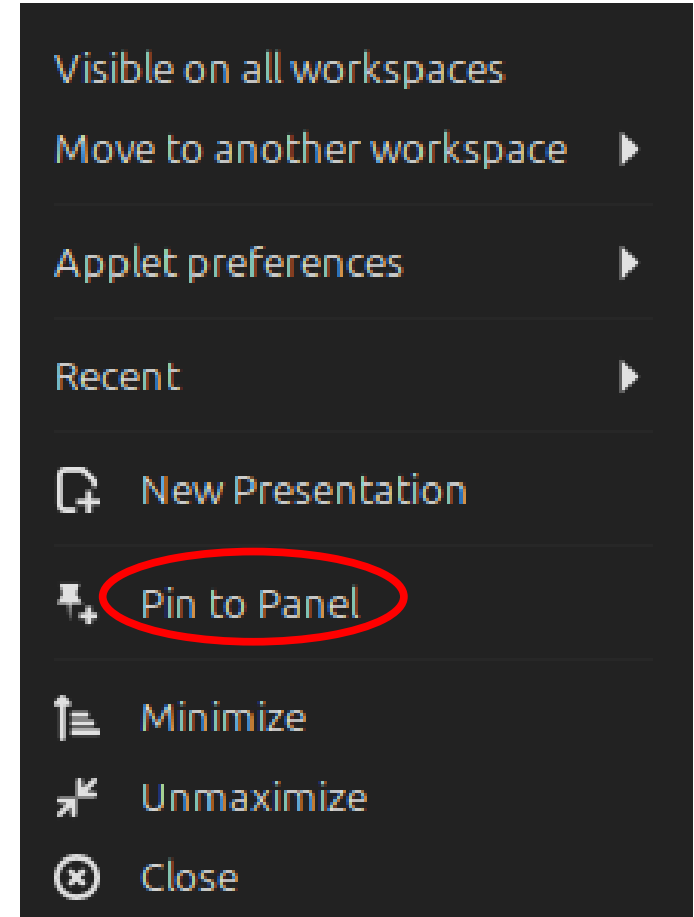 Visible on all workspaces
Move to another workspace
Applet preferences
Recent
New Presentation
Pin to Panel
Minimize
Unmaximize
Close